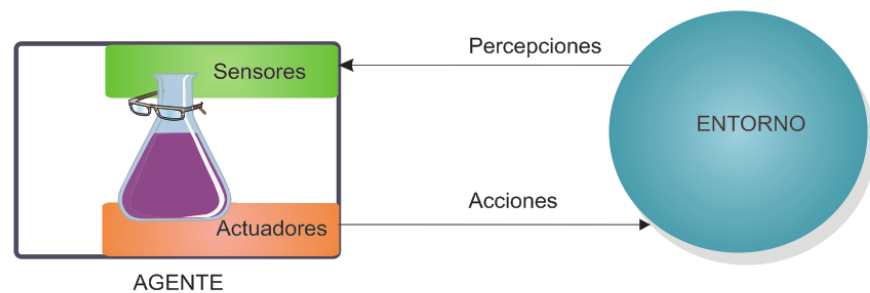 Percepciones
Sensores
ENTORNO
Acciones
Actuadores
AGENTE